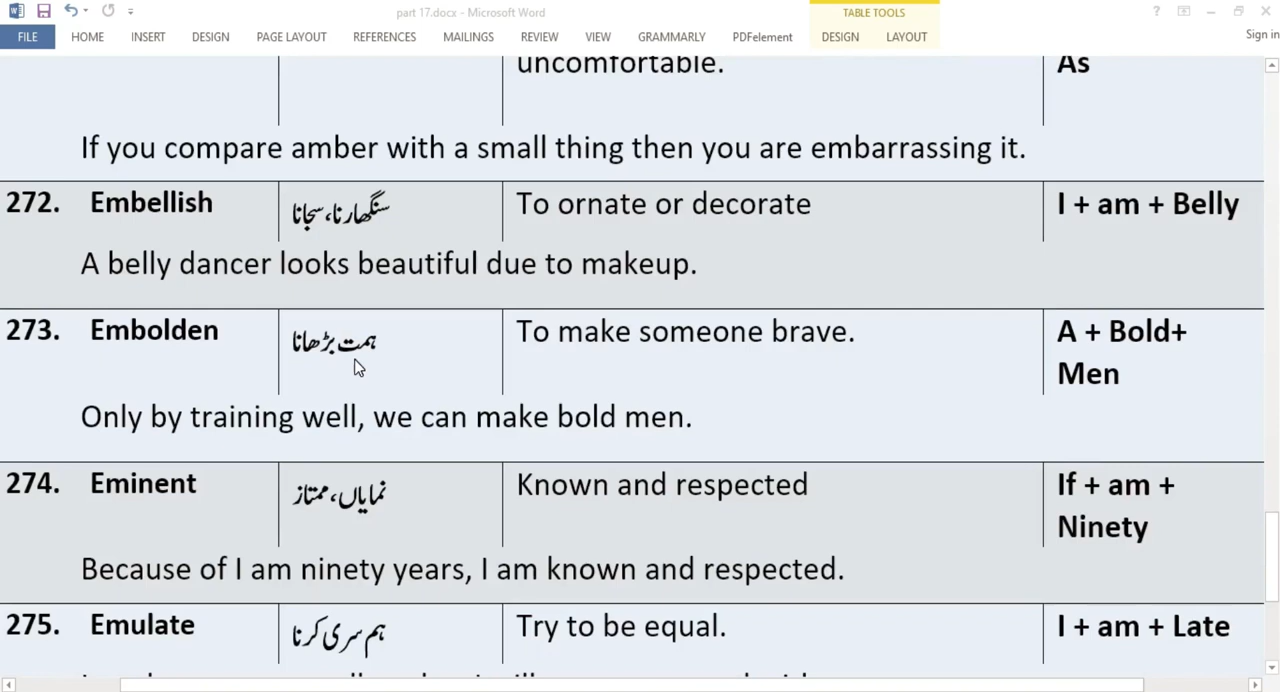 part 17.docx - Microsoft Word
TABLE TOOLS
?
FILE HOME INSERT DESIGN PAGE LAYOUT REFERENCES MAILINGS REVIEW VIEW GRAMMARLY PDFelement DESIGN LAYOUT Sign in
uncomfortable. As
If you compare amber with a small thing then you are embarrassing it.
272. Embellish سنگھارنا، سجانا To ornate or decorate I + am + Belly
A belly dancer looks beautiful due to makeup.
273. Embolden ہمت بڑھانا To make someone brave. A + Bold+
Men
Only by training well, we can make bold men.
274. Eminent نمایاں، ممتاز Known and respected If + am +
Ninety
Because of I am ninety years, I am known and respected.
275. Emulate ہم سری کرنا Try to be equal. I + am + Late